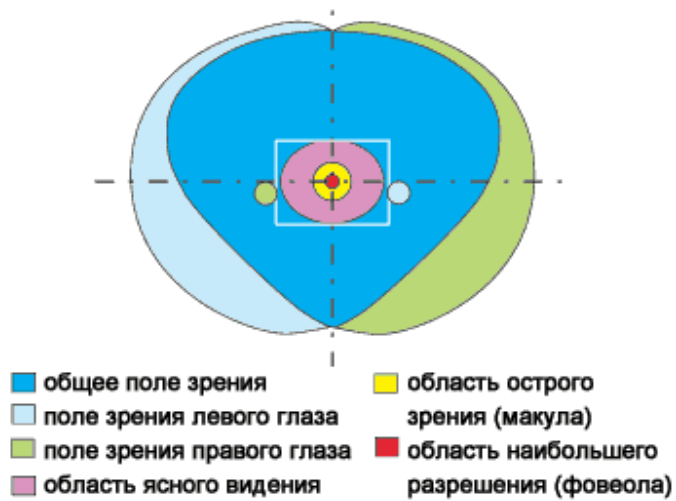 общее поле зрения
поле зрения левого глаза
поле зрения правого глаза
область ясного видения
область острого
зрения (макула)
область наибольшего
разрешения (фовеола)